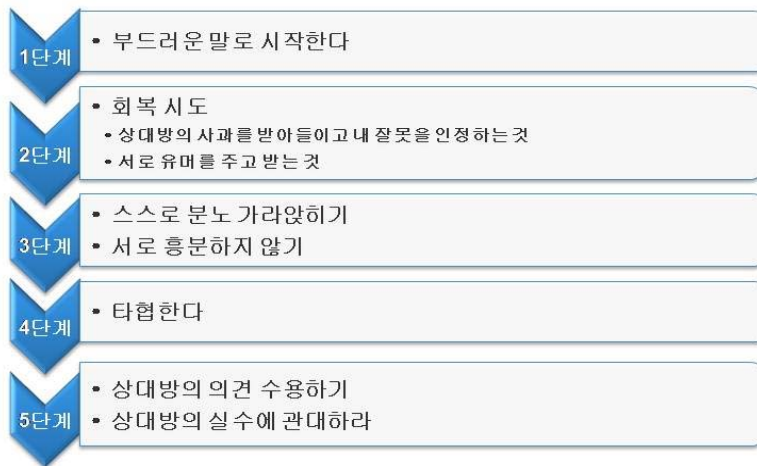 1단계
• 부드러운 말로 시작한다
2단계
• 회복 시도
• 상대방의 사과를 받아들이고 내 잘못을 인정하는 것
• 서로 유머를 주고 받는 것
3단계
• 스스로 분노 가라앉히기
• 서로 흥분하지 않기
4단계
• 타협한다
5단계
• 상대방의 의견 수용하기
• 상대방의 실수에 관대하라